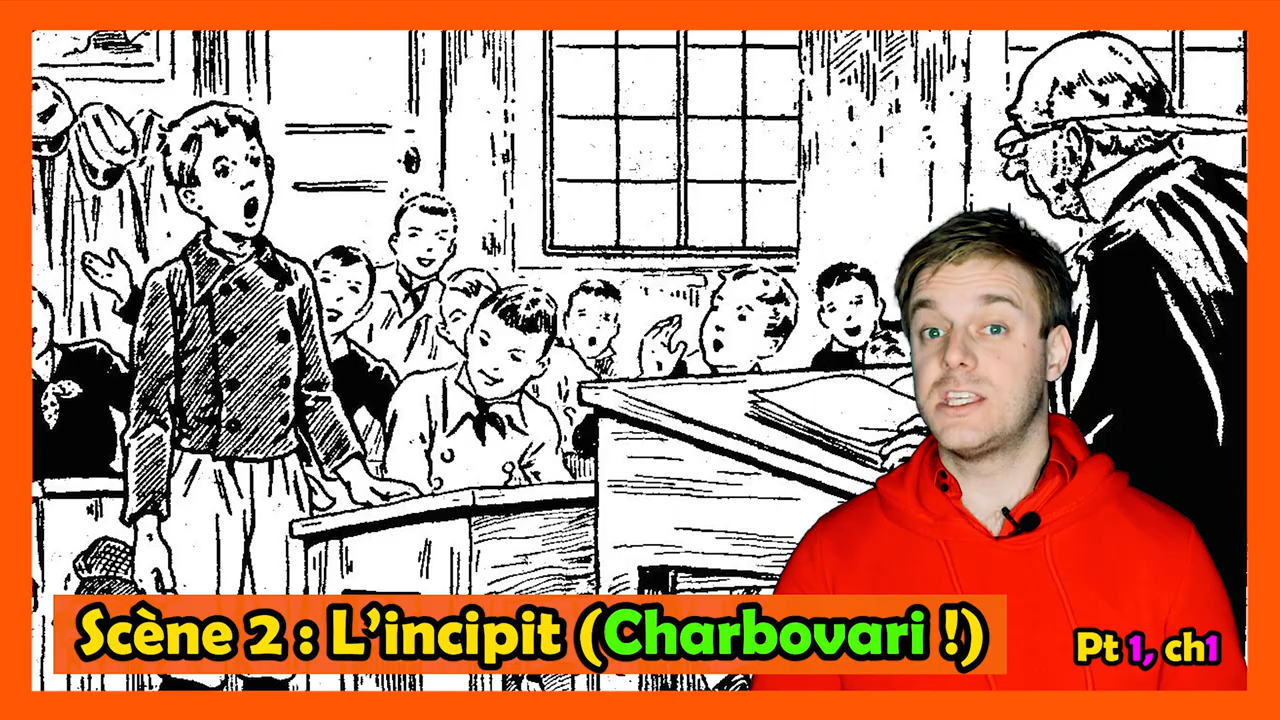 Scène 2 : L'incipit (Charbovari !)
Pt 1, ch1